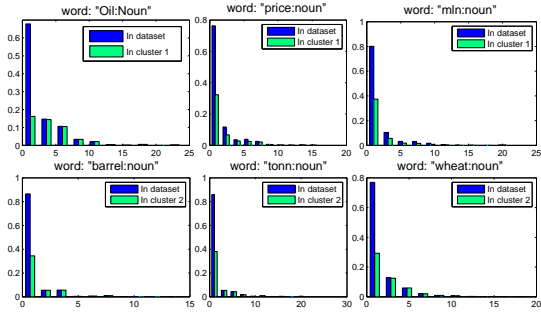 word: "Oil:Noun"
In dataset
In cluster 1
0.6
0.5
0.4
0.3
0.2
0.1
0
0 5 10 15 20 25
word: "price:noun"
In dataset
In cluster 1
0.8
0.6
0.4
0.2
0
0 5 10 15 20
word: "mln:noun"
In dataset
In cluster 1
1
0.8
0.6
0.4
0.2
0
0 5 10 15 20 25
word: "barrel:noun"
In dataset
In cluster 2
1
0.8
0.6
0.4
0.2
0
0 5 10 15
word: "tonn:noun"
In dataset
In cluster 2
1
0.8
0.6
0.4
0.2
0
0 10 20 30
word: "wheat:noun"
In dataset
In cluster 2
0.8
0.6
0.4
0.2
0
0 5 10 15 20